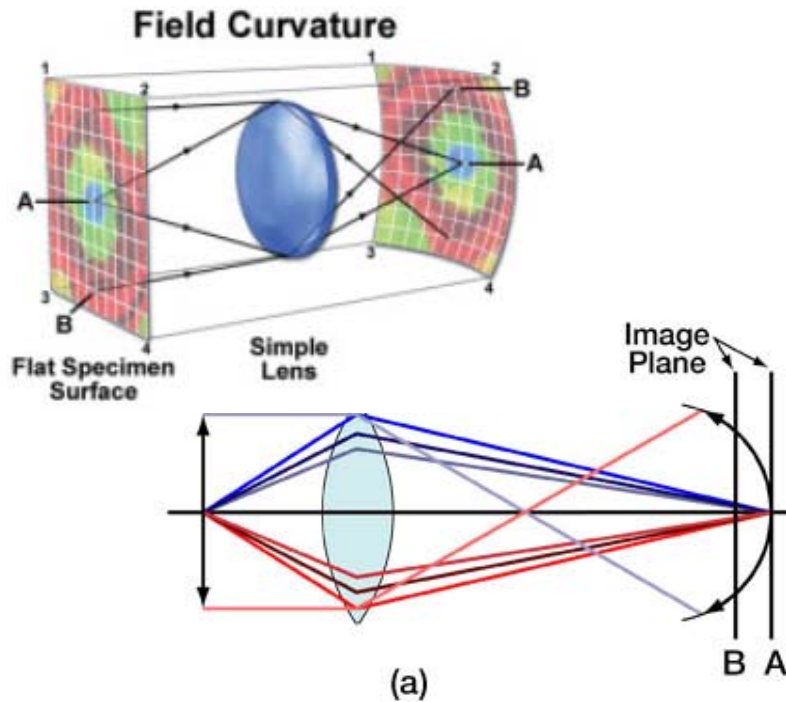 Field Curvature
1
2
A
3
B
4
Flat Specimen
Surface
Simple
Lens
1
2
B
A
3
4
Image
Plane
B A
(a)